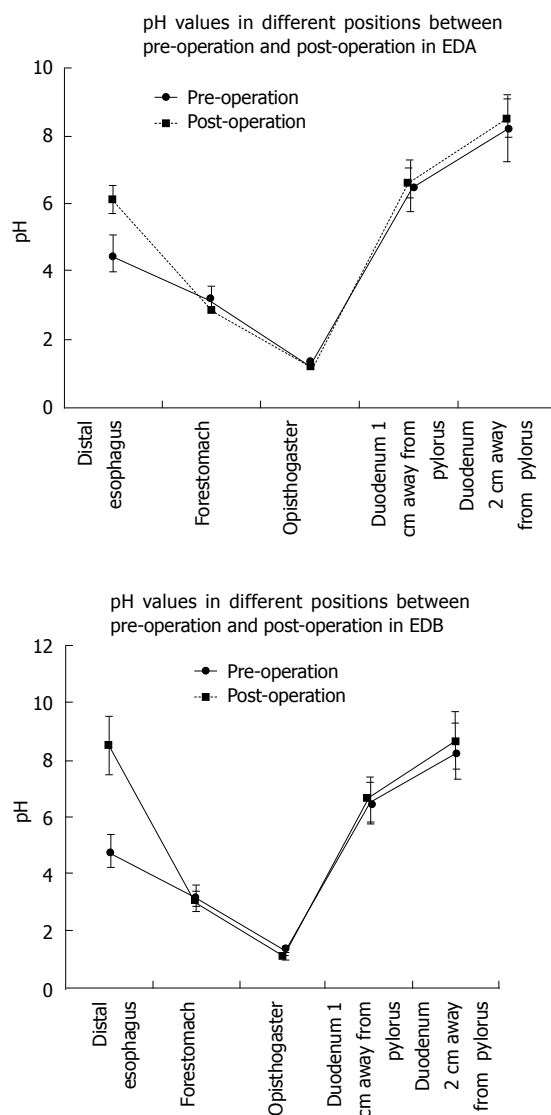 pH values in different positions between
pre-operation and post-operation in EDA
10
8
6
4
2
0
pH
Pre-operation
Post-operation
Distal
esophagus
Forestomach
Opisthogaster
Duodenum 1
cm away from
pylorus
Duodenum
2 cm away
from pylorus
pH values in different positions between
pre-operation and post-operation in EDB
12
10
8
6
4
2
0
pH
Pre-operation
Post-operation
Distal
esophagus
Forestomach
Opisthogaster
Duodenum 1
cm away from
pylorus
Duodenum
2 cm away
from pylorus